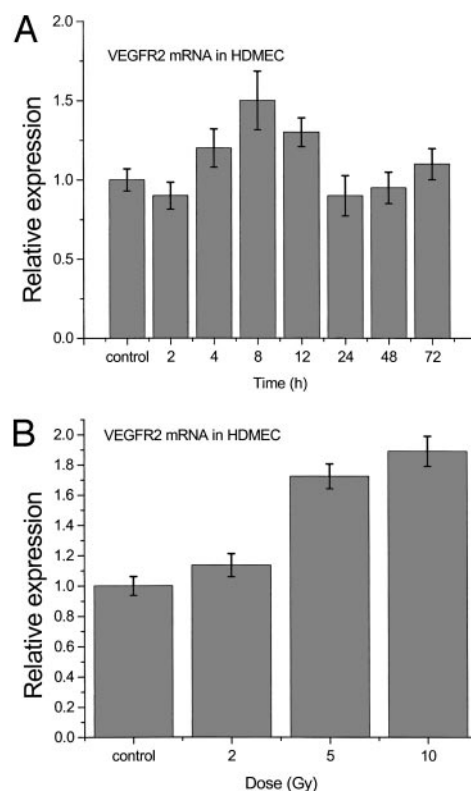 A
VEGFR2 mRNA in HDMEC
Relative expression
2.0
1.5
1.0
0.5
0.0
control 2 4 8 12 24 48 72
Time (h)
B
VEGFR2 mRNA in HDMEC
Relative expression
2.0
1.8
1.6
1.4
1.2
1.0
0.8
0.6
0.4
0.2
0.0
control 2 5 10
Dose (Gy)